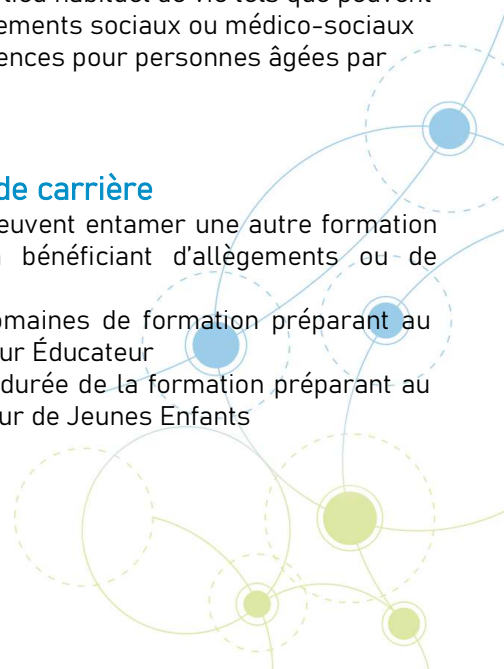 lieu habituel de vie tels que peuvent
ements sociaux ou médico-sociaux
ences pour personnes âgées par
de carrière
peuvent entamer une autre formation
bénéficiant d'allègements ou de
omaines de formation préparant au
ur Éducateur
durée de la formation préparant au
ur de Jeunes Enfants